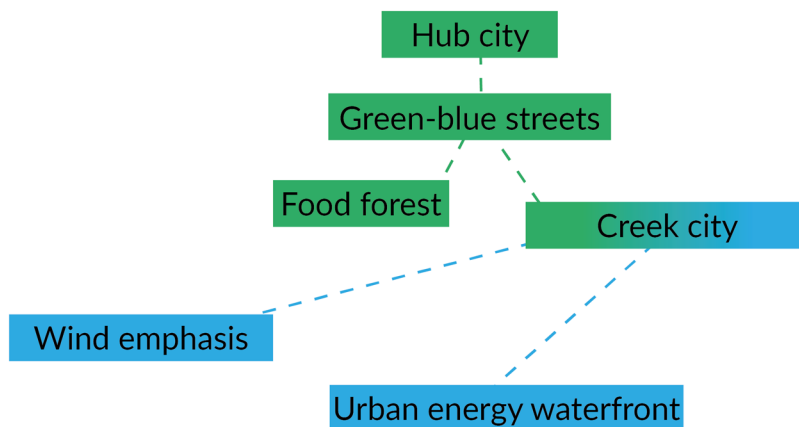 Hub city
Green-blue streets
Food forest
Creek city
Wind emphasis
Urban energy waterfront